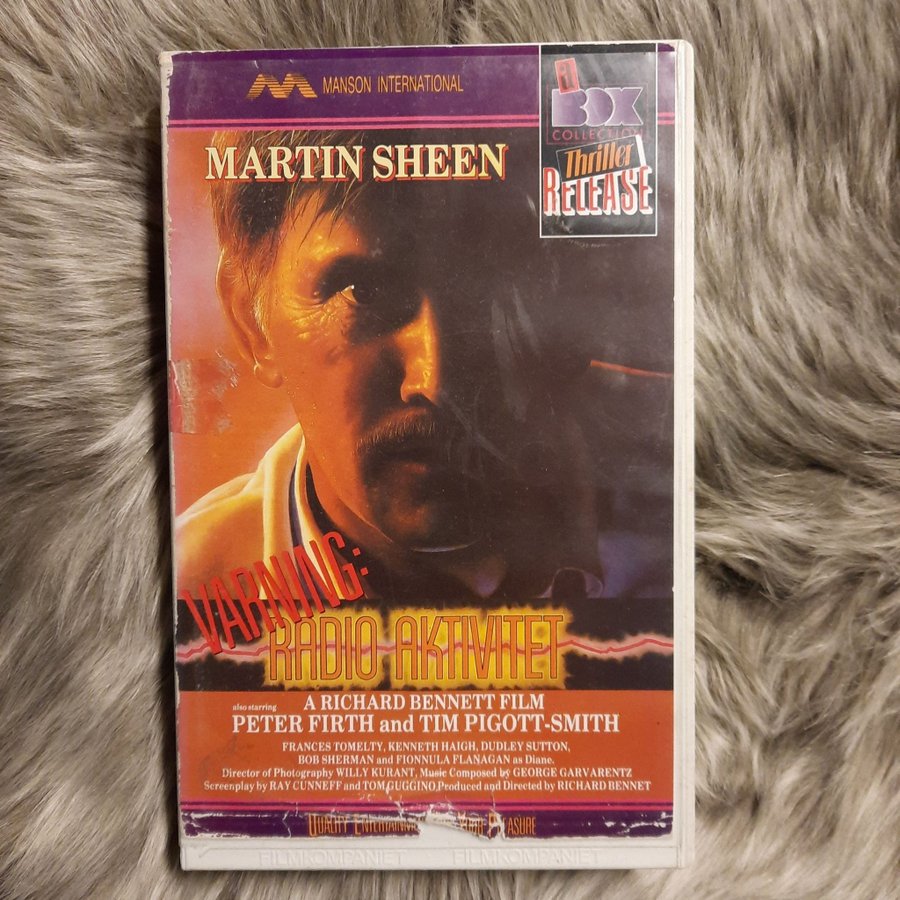 MANSON INTERNATIONAL
BOX
COLLECTION
Thriller
RELEASE
MARTIN SHEEN
VARNING:
RADIO AKTIVITET
also starring A RICHARD BENNETT FILM
PETER FIRTH and TIM PIGOTT-SMITH
FRANCES TOMELTY, KENNETH HAIGH, DUDLEY SUTTON,
BOB SHERMAN and FIONNULA FLANAGAN as Diane.
Director of Photography WILLY KURANT, Music Composed by GEORGE GARVARENTZ
Screenplay by RAY CUNNEFF and TOM GUGGINO, Produced and Directed by RICHARD BENNET
QUALITY
FILMKOMPANIET FILMKOMPANIET